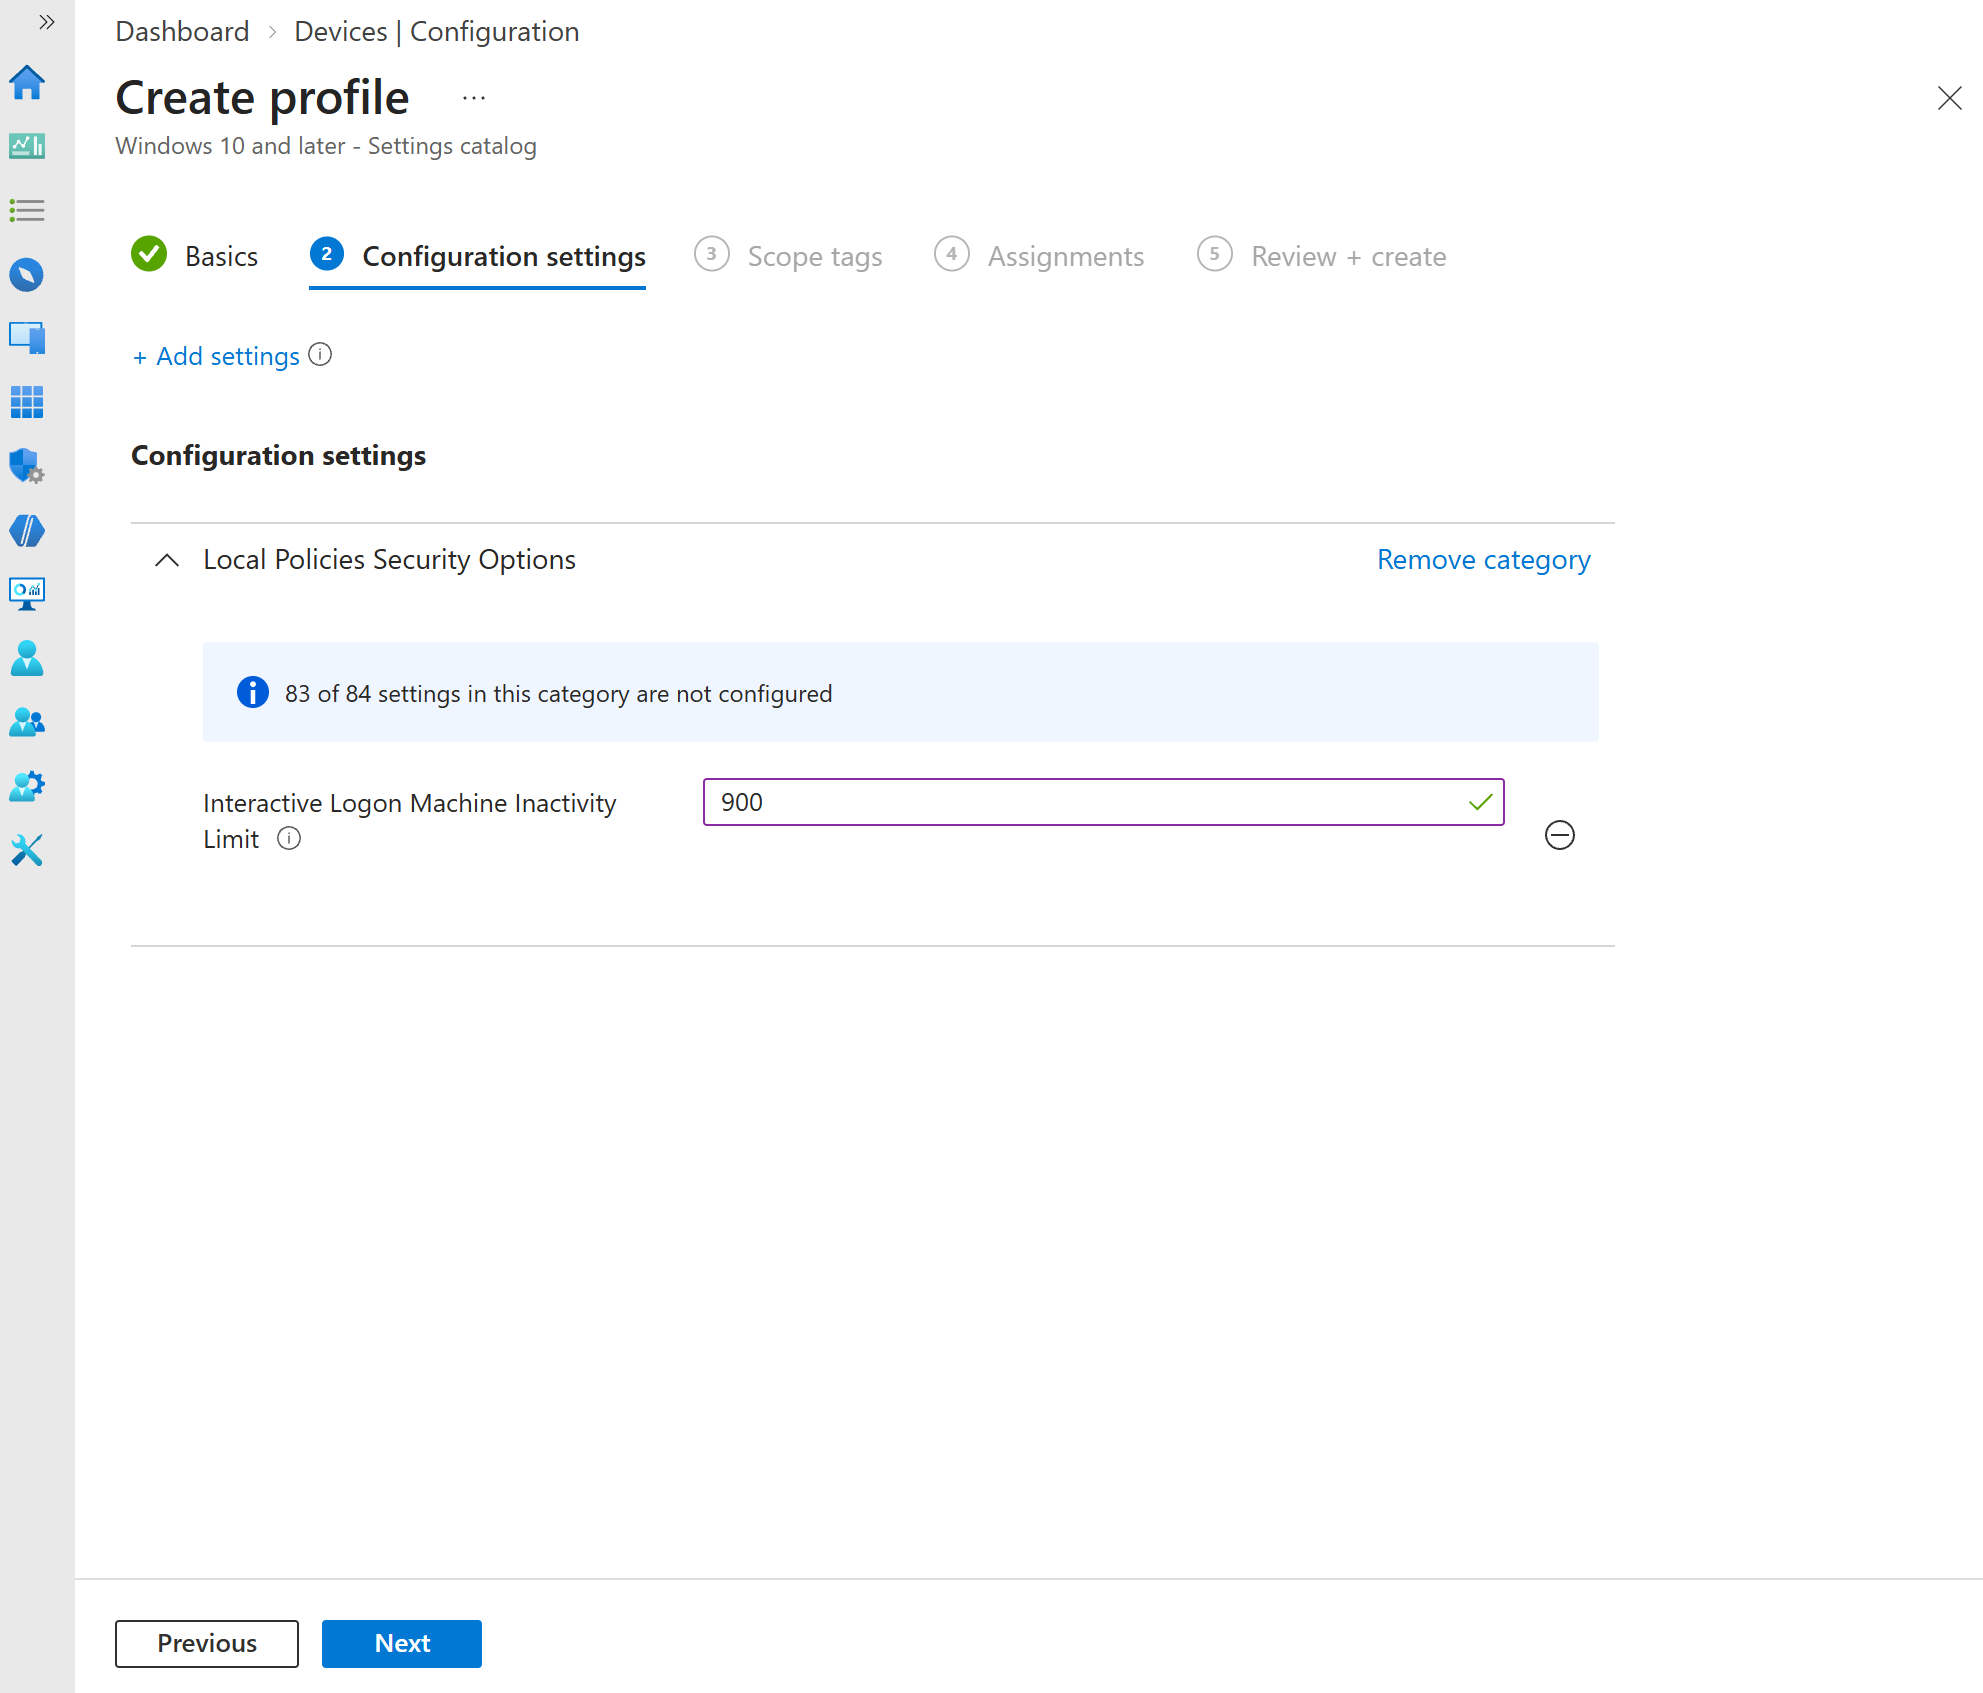 Dashboard > Devices | Configuration
Create profile ...
Windows 10 and later - Settings catalog
Basics 2 Configuration settings 3 Scope tags 4 Assignments 5 Review + create
+ Add settings
Configuration settings
Local Policies Security Options Remove category
83 of 84 settings in this category are not configured
Interactive Logon Machine Inactivity 900
Limit
Previous Next